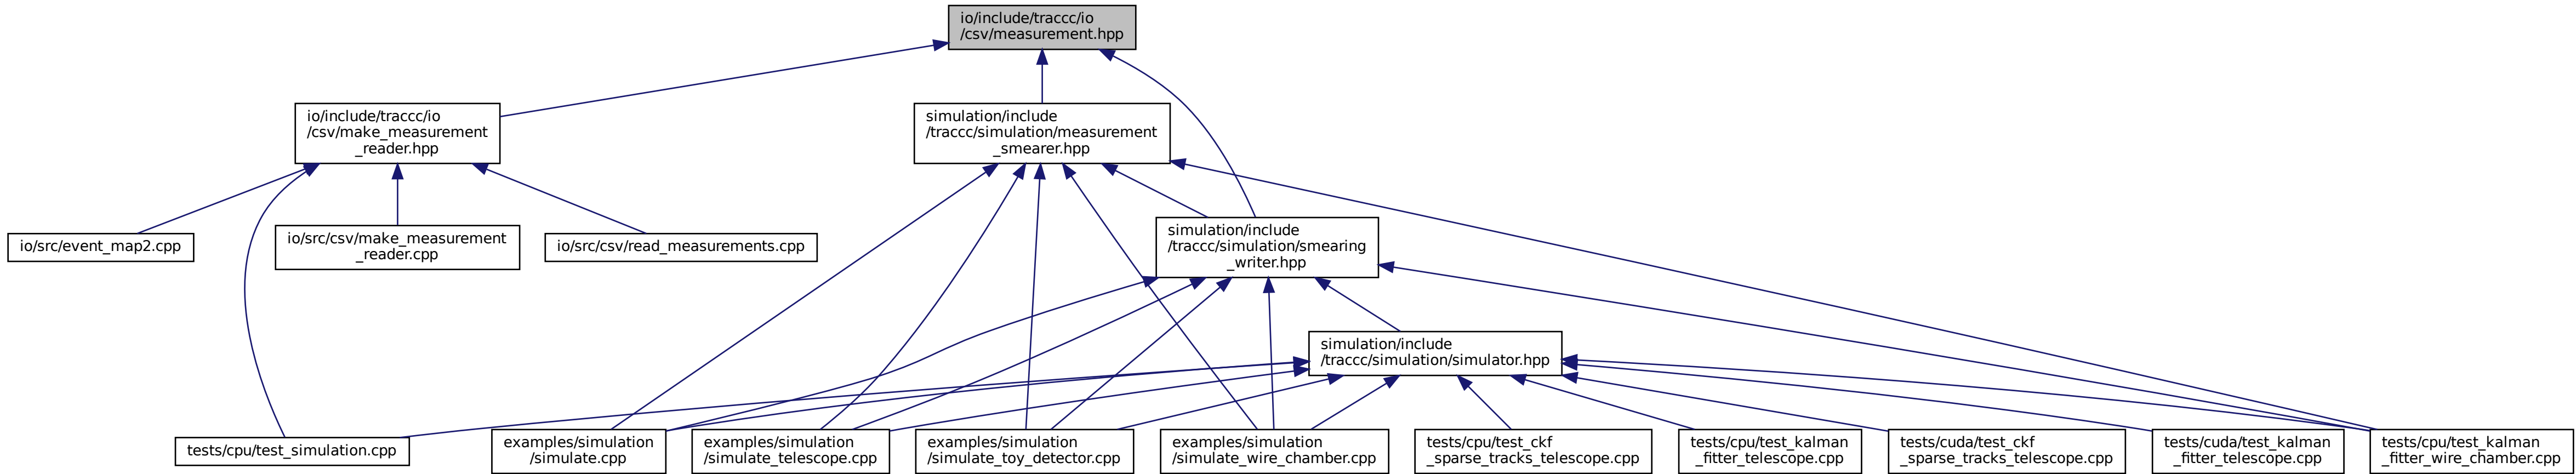 io/include/traccc/io
/csv/measurement.hpp
io/include/traccc/io
/csv/make_measurement
_reader.hpp
simulation/include
/traccc/simulation/measurement
_smearer.hpp
io/src/event_map2.cpp
io/src/csv/make_measurement
_reader.cpp
io/src/csv/read_measurements.cpp
simulation/include
/traccc/simulation/smearing
_writer.hpp
simulation/include
/traccc/simulation/simulator.hpp
tests/cpu/test_simulation.cpp
examples/simulation
/simulate.cpp
examples/simulation
/simulate_telescope.cpp
examples/simulation
/simulate_toy_detector.cpp
examples/simulation
/simulate_wire_chamber.cpp
tests/cpu/test_ckf
_sparse_tracks_telescope.cpp
tests/cpu/test_kalman
_fitter_telescope.cpp
tests/cuda/test_ckf
_sparse_tracks_telescope.cpp
tests/cuda/test_kalman
_fitter_telescope.cpp
tests/cpu/test_kalman
_fitter_wire_chamber.cpp